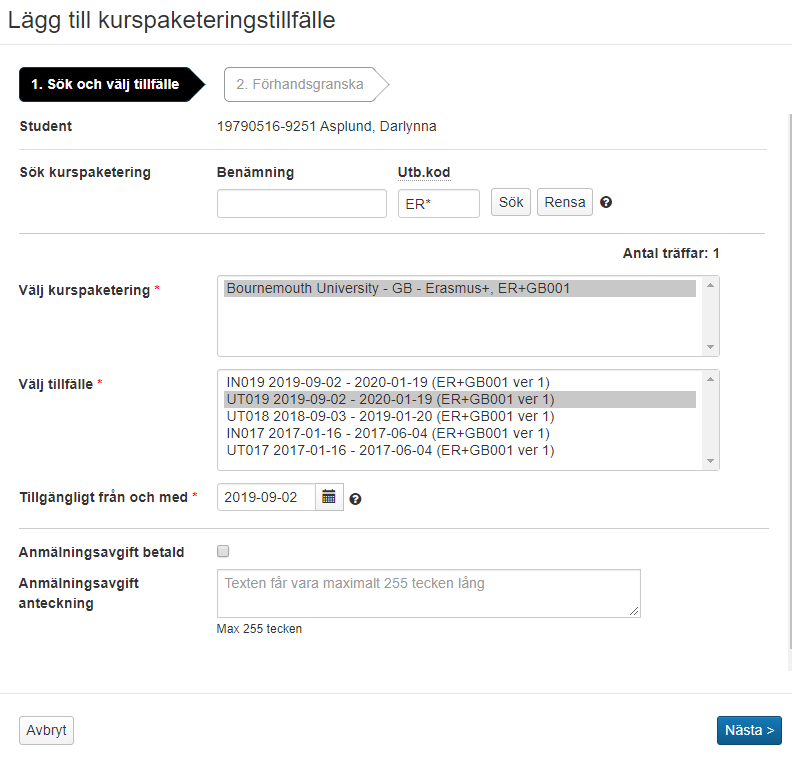 Lägg till kurspaketeringstillfälle
1. Sök och välj tillfälle 2. Förhandsgranska
Student 19790516-9251 Asplund, Darlynna
Sök kurspaketering Benämning Utb.kod
ER* Sök Rensa ?
Antal träffar: 1
Välj kurspaketering * Bournemouth University - GB - Erasmus+, ER+GB001
Välj tillfälle * IN019 2019-09-02 - 2020-01-19 (ER+GB001 ver 1)
UT019 2019-09-02 - 2020-01-19 (ER+GB001 ver 1)
UT018 2018-09-03 - 2019-01-20 (ER+GB001 ver 1)
IN017 2017-01-16 - 2017-06-04 (ER+GB001 ver 1)
UT017 2017-01-16 - 2017-06-04 (ER+GB001 ver 1)
Tillgängligt från och med * 2019-09-02 ?
Anmälningsavgift betald
Anmälningsavgift anteckning Texten får vara maximalt 255 tecken lång
Max 255 tecken
Avbryt Nästa >